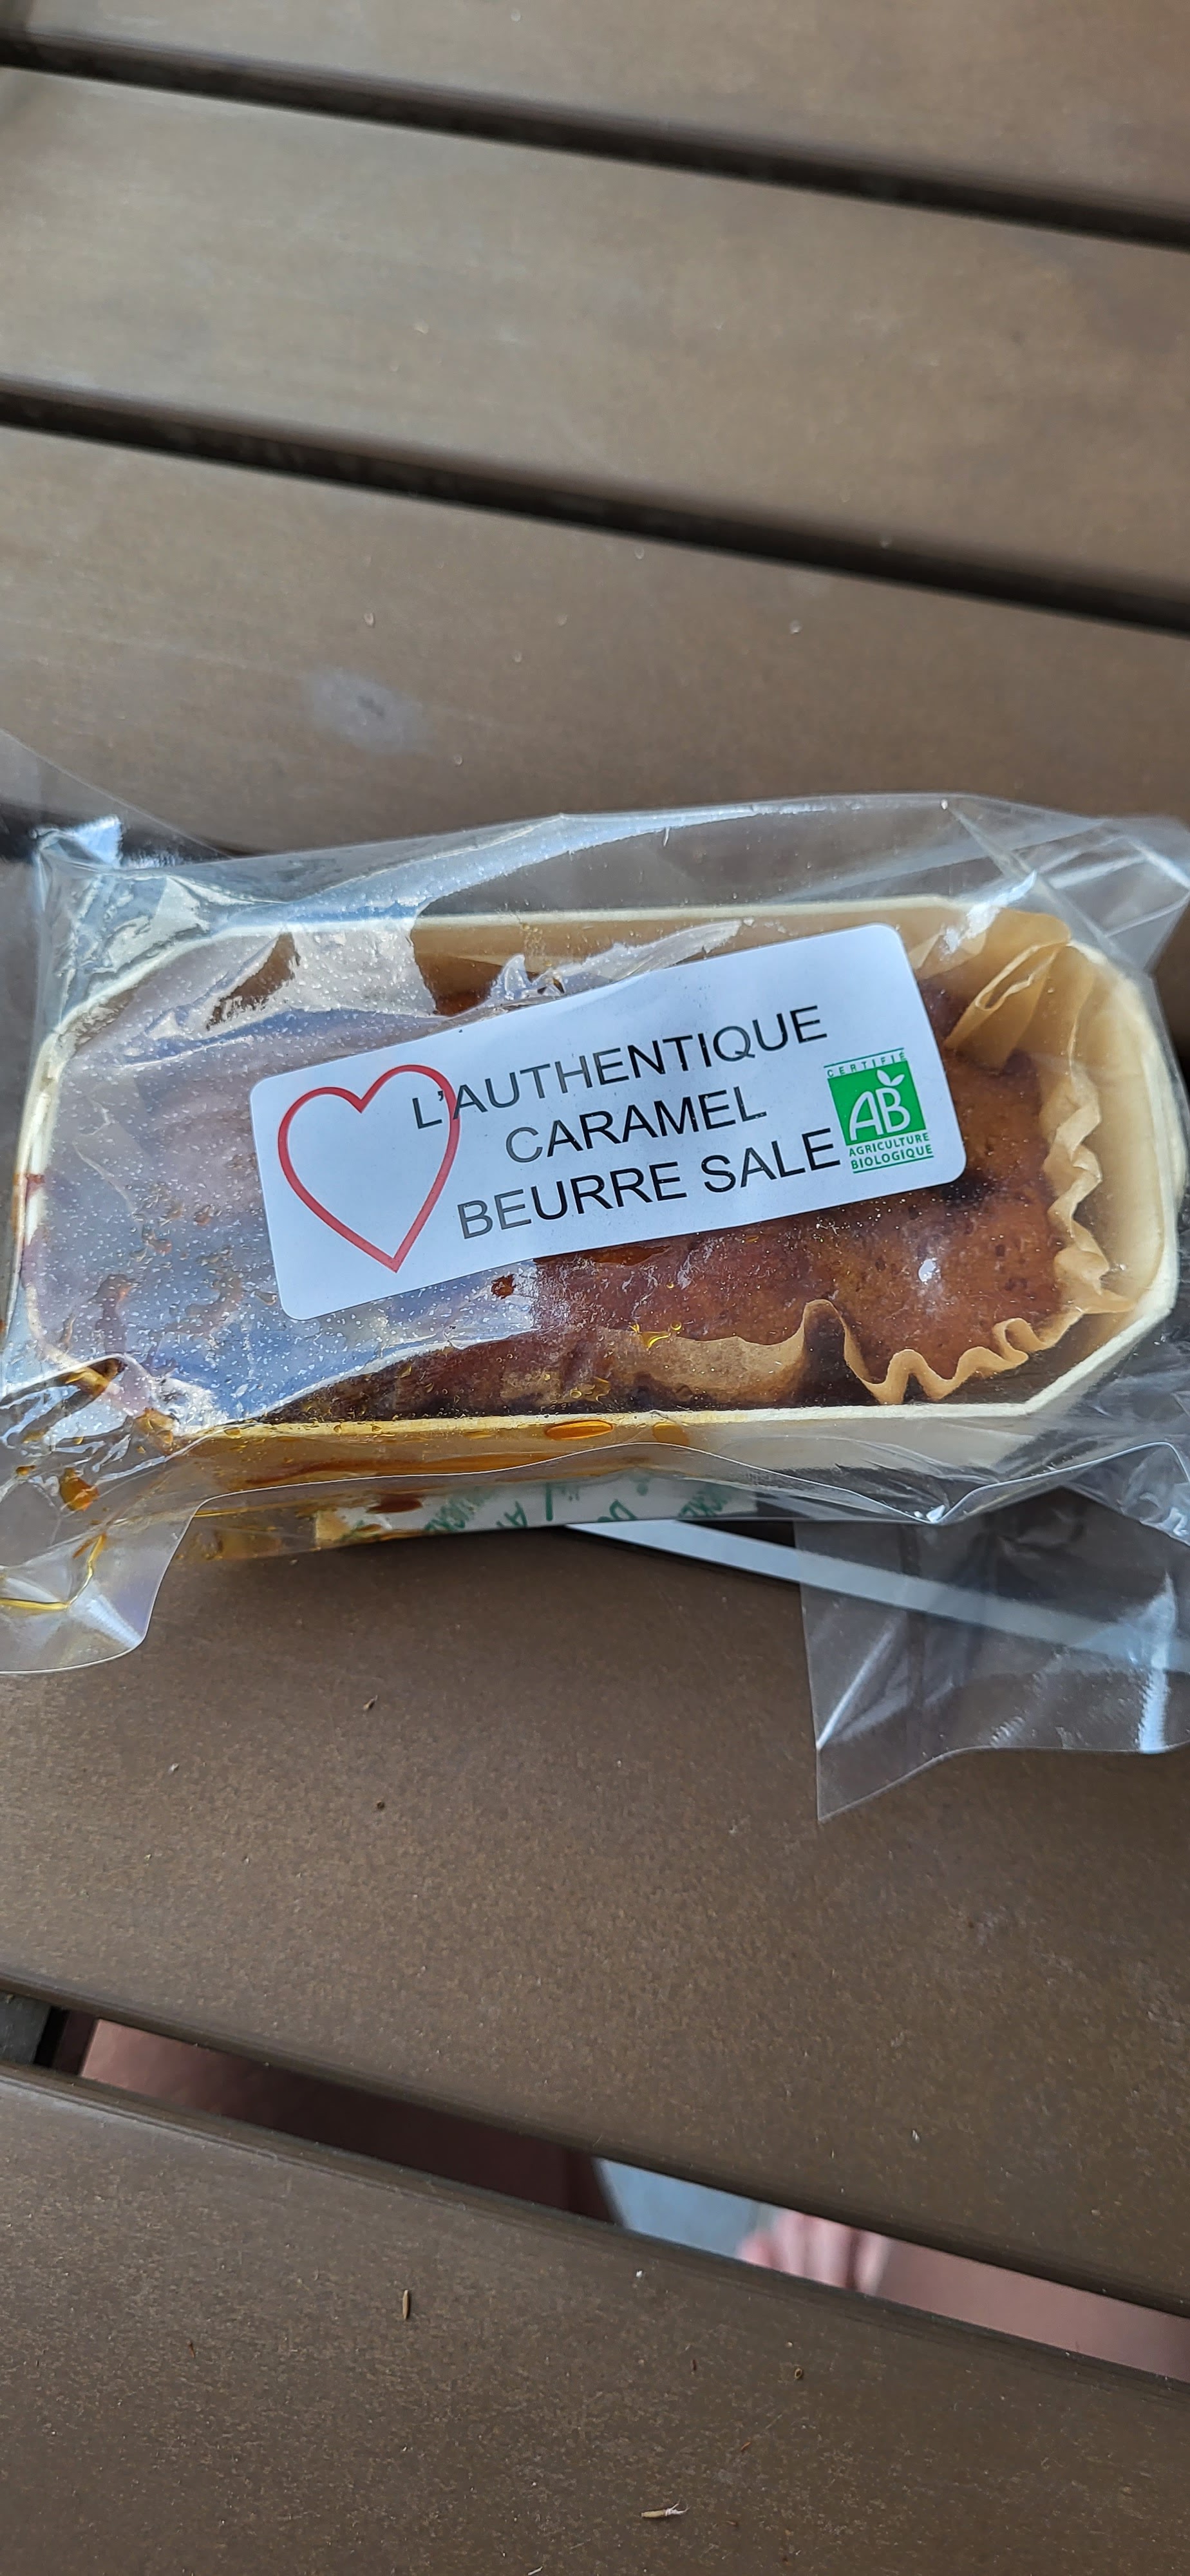 L'AUTHENTIQUE
CARAMEL
BEURRE SALE
CERTIFIÉ
AB
AGRICULTURE
BIOLOGIQUE